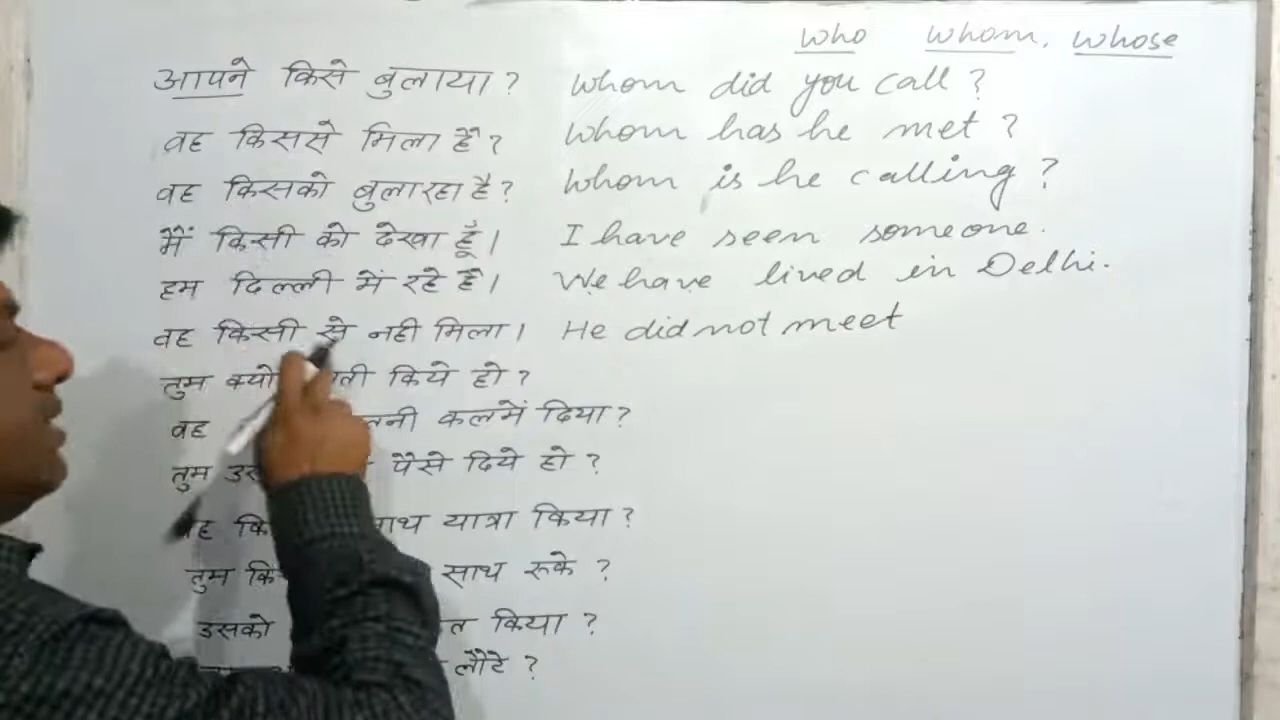 who whom, whose
आपने किसे बुलाया? Whom did you call?
वह किससे मिला है? Whom has he met?
वह किसको बुला रहा है? Whom is he calling?
मैं किसी को देखा हूँ। I have seen someone.
हम दिल्ली में रहे हैं। We have lived in Delhi.
वह किसी से नही मिला। He did not meet
तुम क्यो किये हो?
वह कलमें दिया?
तुम पैसे दिये हो?
यात्रा किया?
तुम साथ रूके?
उसको किया?
लौटे?